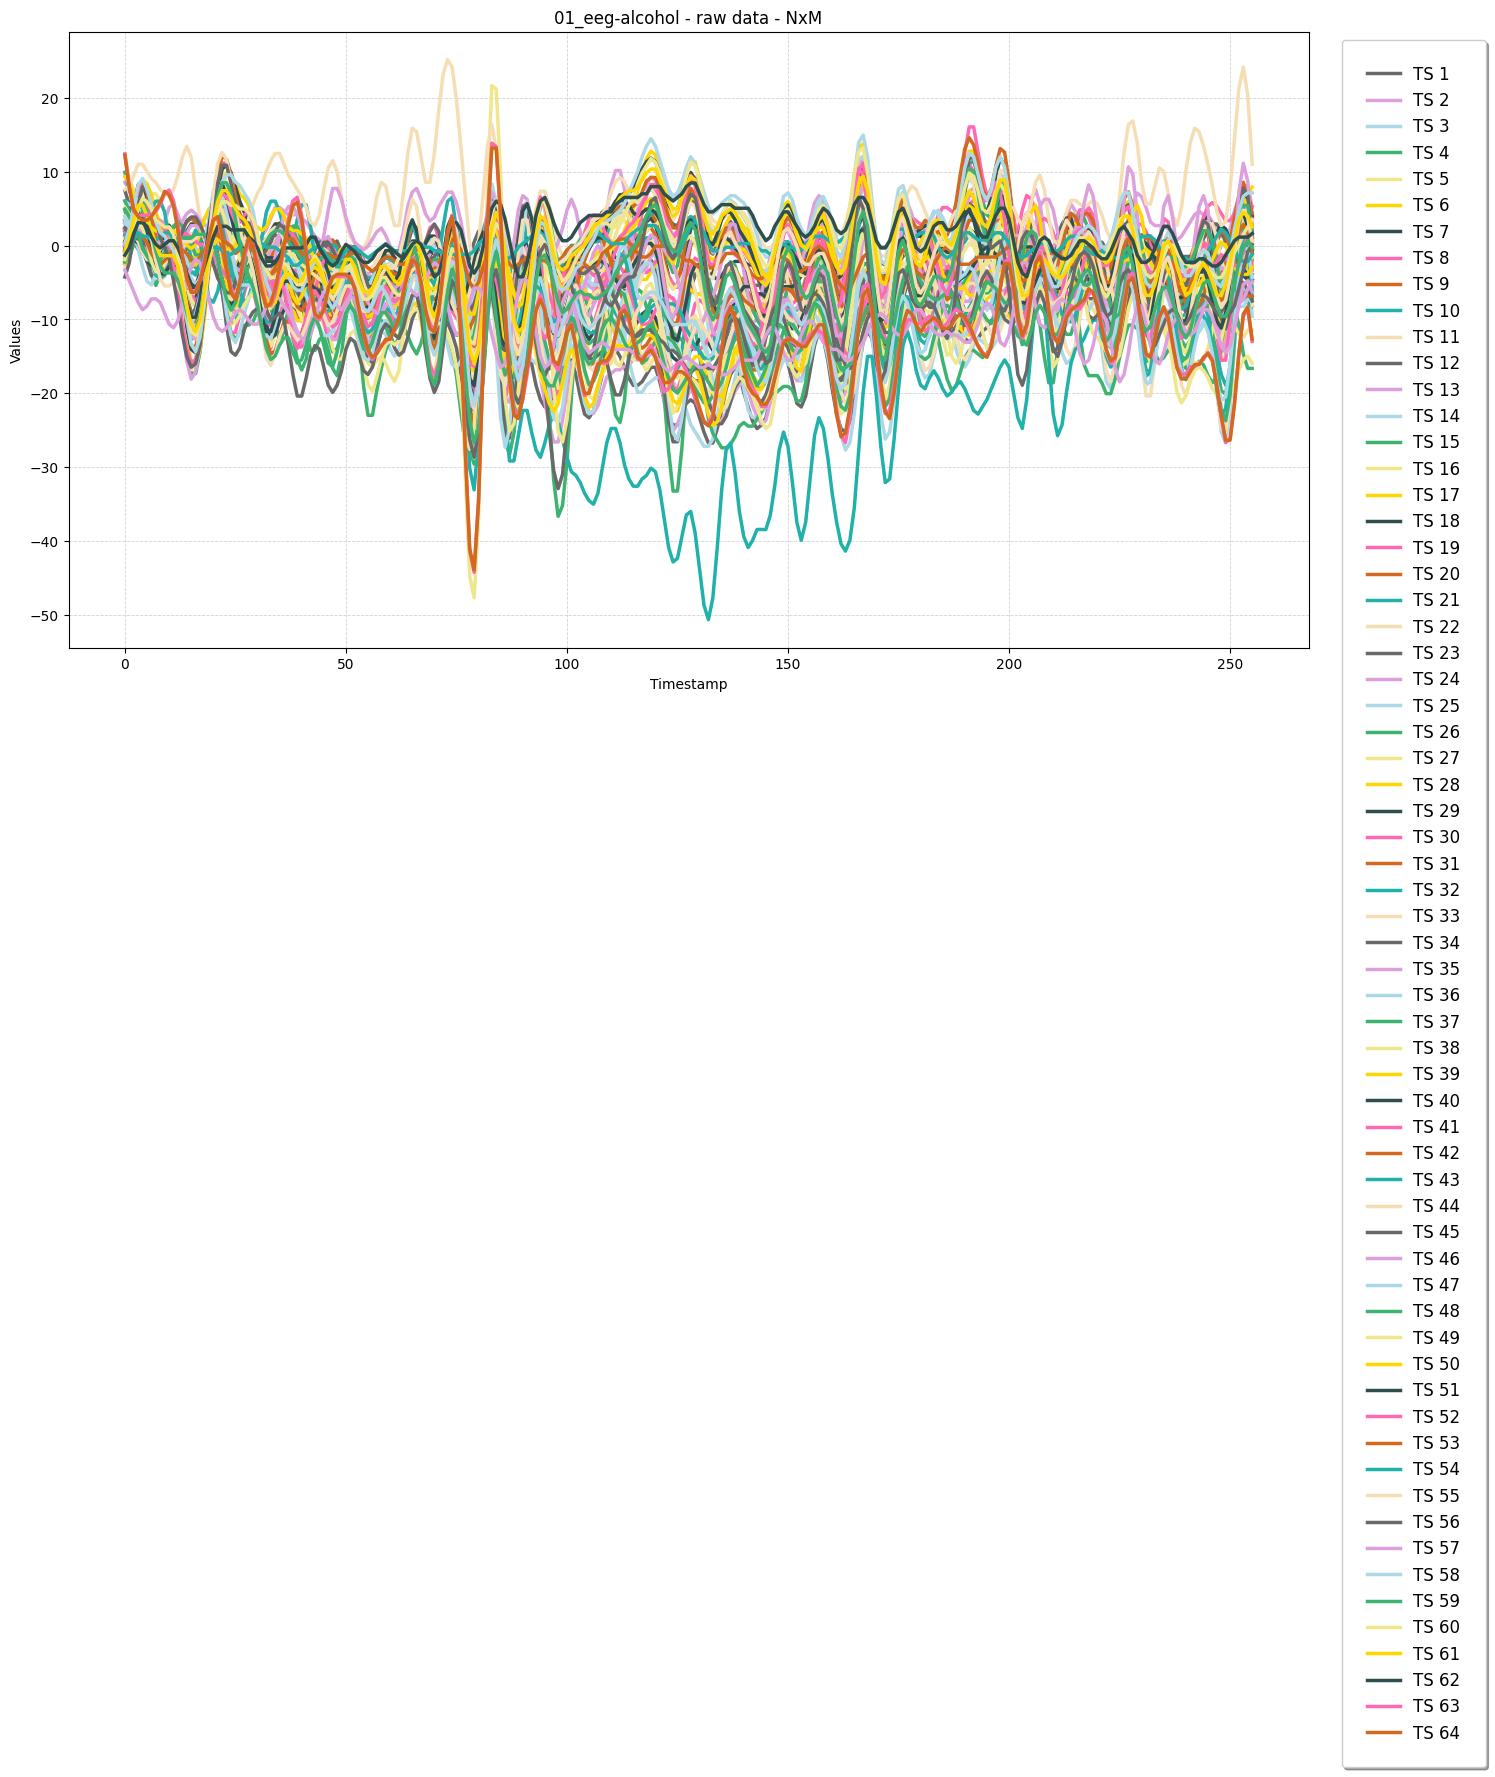 01_eeg-alcohol - raw data - NxM
Values
20
10
0
−10
−20
−30
−40
−50
0
50
100
150
200
250
Timestamp
TS 1
TS 2
TS 3
TS 4
TS 5
TS 6
TS 7
TS 8
TS 9
TS 10
TS 11
TS 12
TS 13
TS 14
TS 15
TS 16
TS 17
TS 18
TS 19
TS 20
TS 21
TS 22
TS 23
TS 24
TS 25
TS 26
TS 27
TS 28
TS 29
TS 30
TS 31
TS 32
TS 33
TS 34
TS 35
TS 36
TS 37
TS 38
TS 39
TS 40
TS 41
TS 42
TS 43
TS 44
TS 45
TS 46
TS 47
TS 48
TS 49
TS 50
TS 51
TS 52
TS 53
TS 54
TS 55
TS 56
TS 57
TS 58
TS 59
TS 60
TS 61
TS 62
TS 63
TS 64